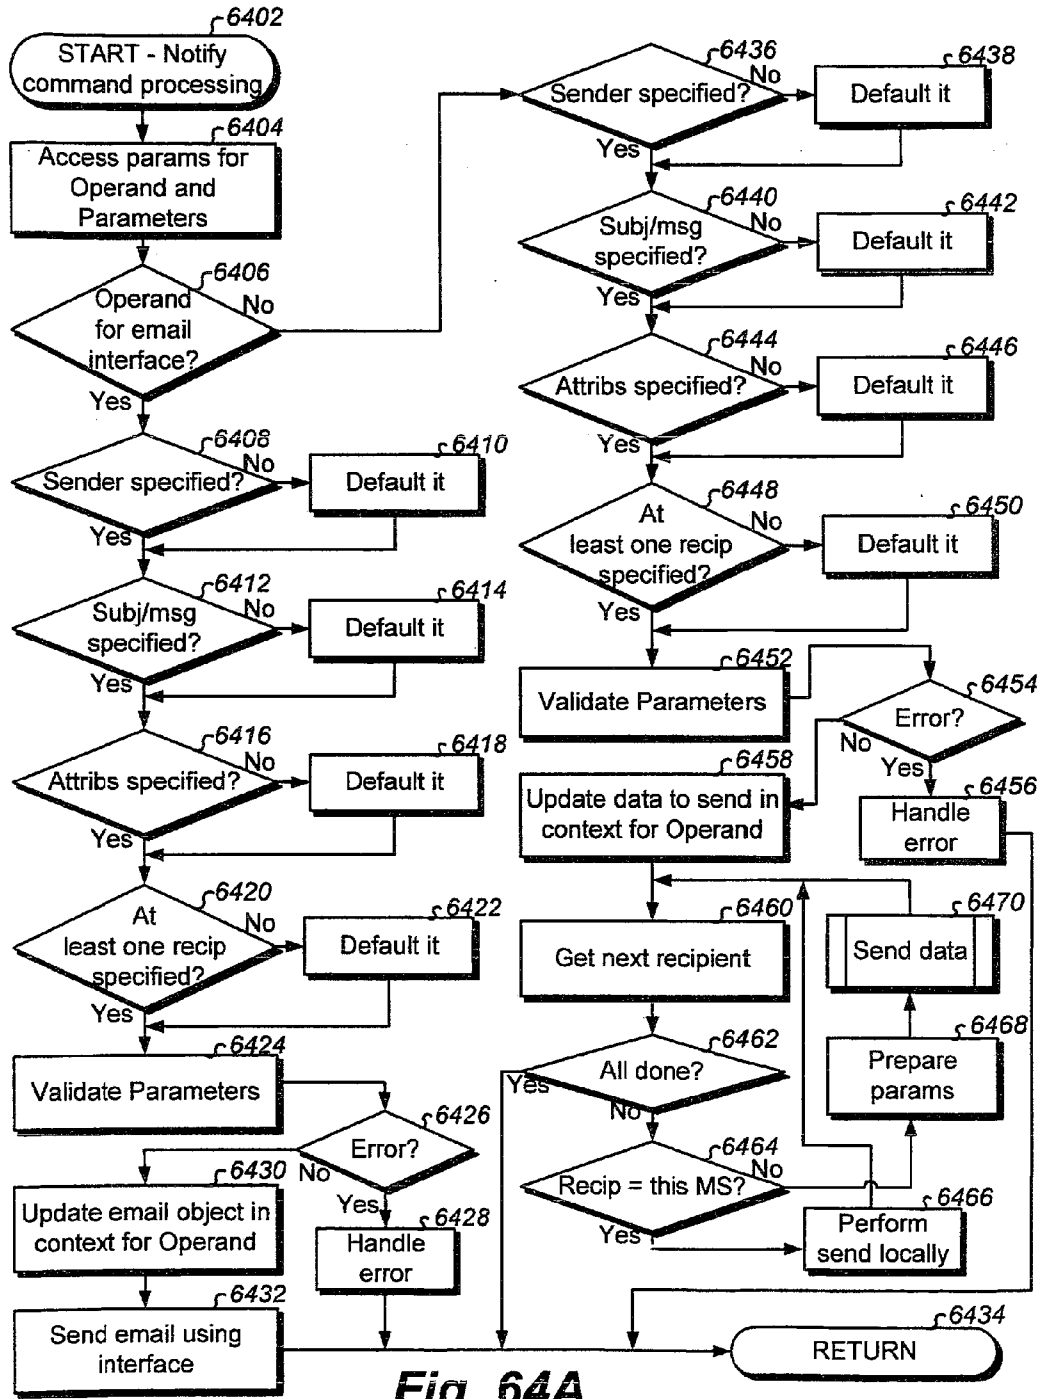 6402
START - Notify
command processing
6404
Access params for
Operand and
Parameters
6406
Operand
for email
interface?
No
Yes
6408
Sender specified?
No
Yes
6410
Default it
6412
Subj/msg
specified?
No
Yes
6414
Default it
6416
Attribs specified?
No
Yes
6418
Default it
6420
At
least one recip
specified?
No
Yes
6422
Default it
6424
Validate Parameters
6426
Error?
No
Yes
6428
Handle
error
6430
Update email object in
context for Operand
6432
Send email using
interface
6436
Sender specified?
No
Yes
6438
Default it
6440
Subj/msg
specified?
No
Yes
6442
Default it
6444
Attribs specified?
No
Yes
6446
Default it
6448
At
least one recip
specified?
No
Yes
6450
Default it
6452
Validate Parameters
6454
Error?
No
Yes
6456
Handle
error
6458
Update data to send in
context for Operand
6460
Get next recipient
6462
All done?
Yes
No
6464
Recip = this MS?
No
Yes
6466
Perform
send locally
6468
Prepare
params
6470
Send data
6434
RETURN
Fig. 64A